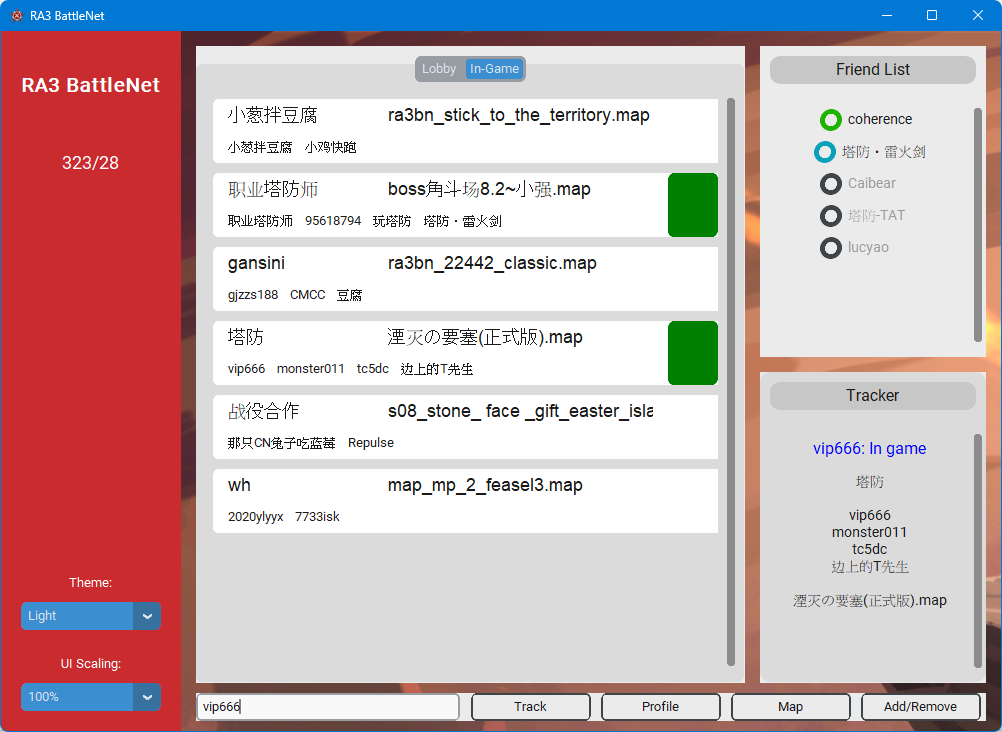 RA3 BattleNet
RA3 BattleNet
323/28
Theme:
Light
UI Scaling:
100%
Lobby In-Game
小葱拌豆腐 ra3bn_stick_to_the_territory.map
小葱拌豆腐 小鸡快跑
职业塔防师 boss角斗场8.2~小强.map
职业塔防师 95618794 玩塔防 塔防·雷火剑
gansini ra3bn_22442_classic.map
gjzzs188 CMCC 豆腐
塔防 湮灭の要塞(正式版).map
vip666 monster011 tc5dc 边上的T先生
战役合作 s08_stone_ face _gift_easter_isla
那只CN兔子吃蓝莓 Repulse
wh map_mp_2_feasel3.map
2020ylyyx 7733isk
vip666
Track Profile Map Add/Remove
Friend List
coherence
塔防·雷火剑
Caibear
塔防-TAT
lucyao
Tracker
vip666: In game
塔防
vip666
monster011
tc5dc
边上的T先生
湮灭の要塞(正式版).map